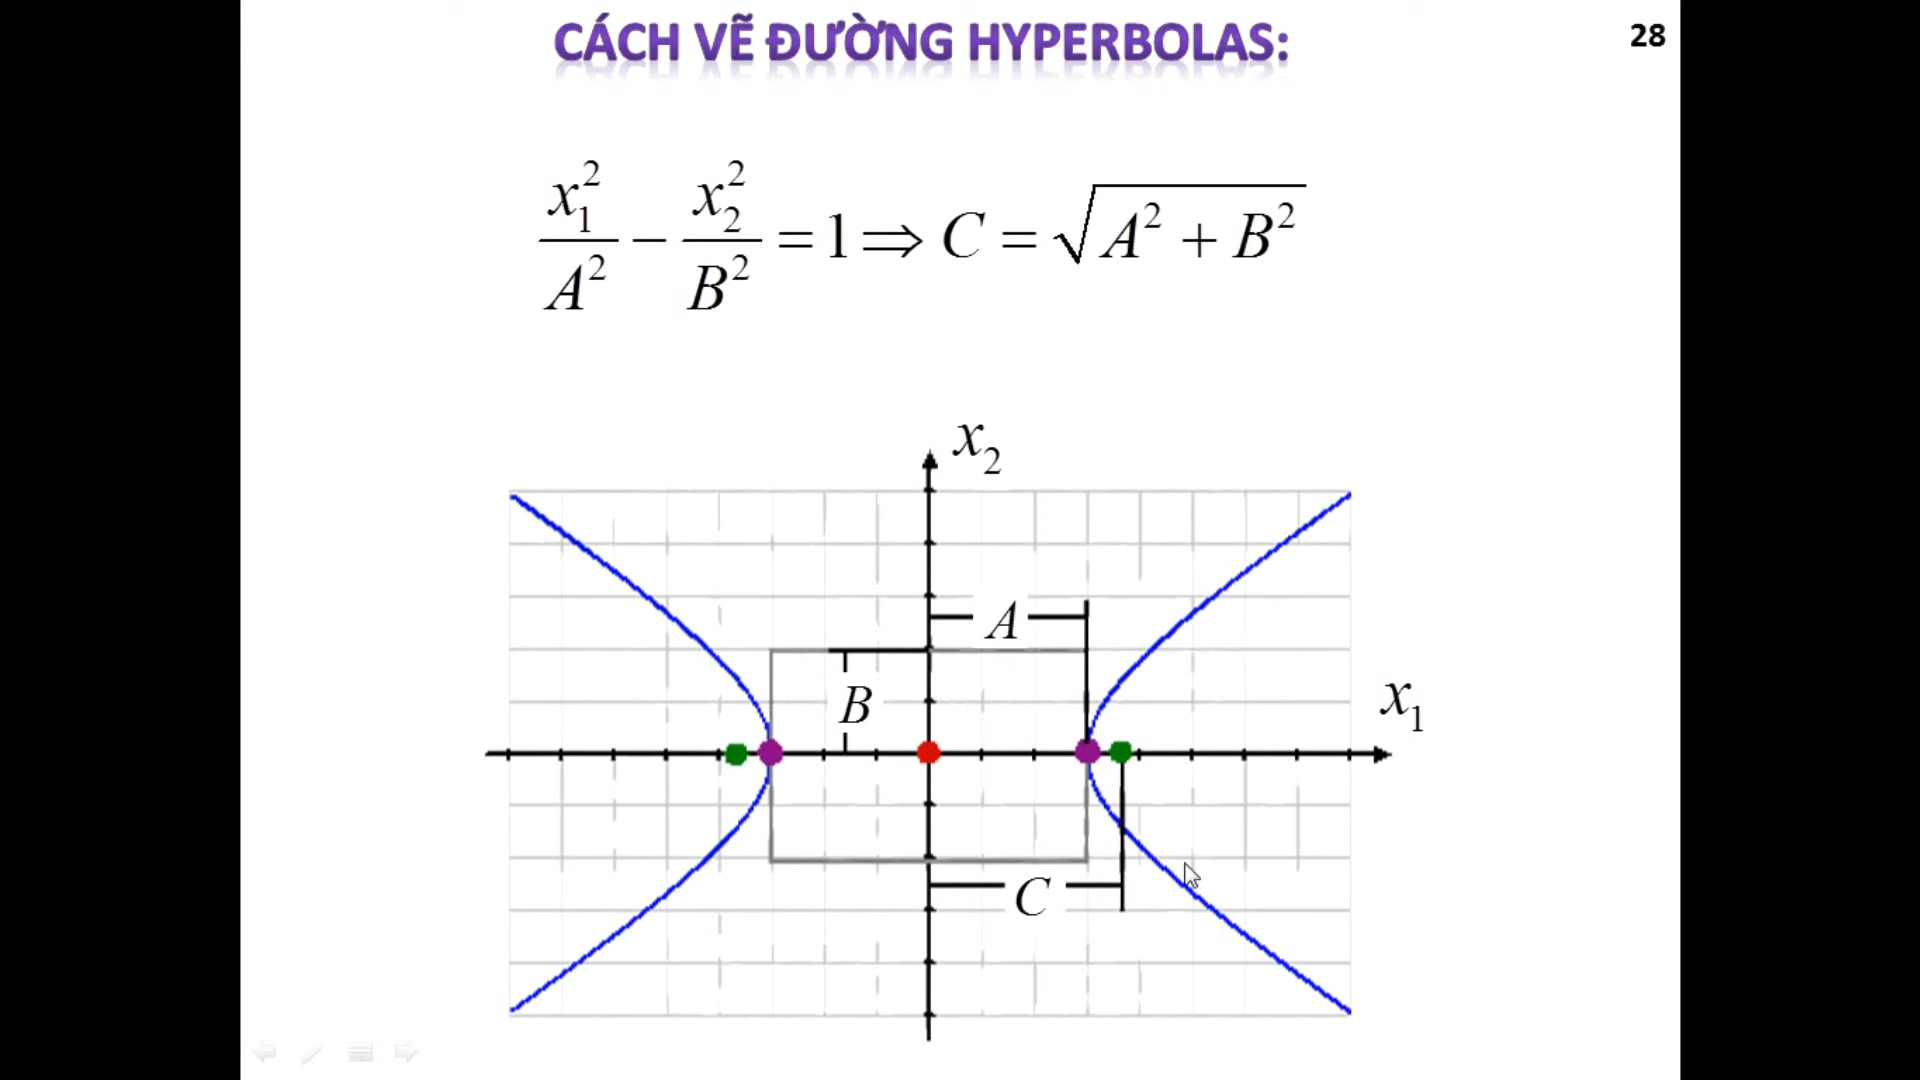 CÁCH VẼ ĐƯỜNG HYPERBOLAS:
28
x₁²/A² − x₂²/B² = 1 ⇒ C = √(A² + B²)
x₂
A
B
x₁
C